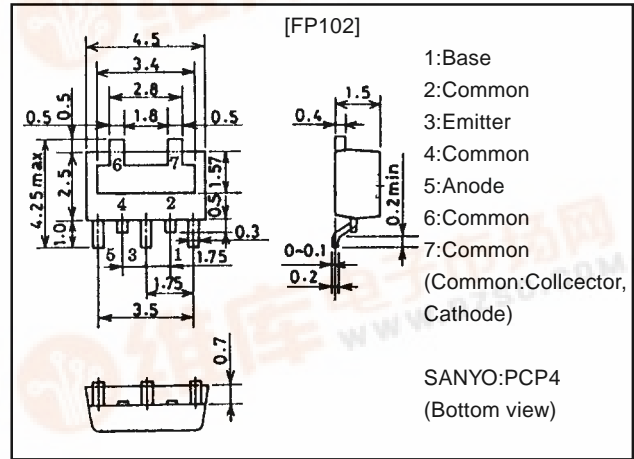 [FP102]
4.5
3.4
2.8
0.5 1.8 0.5
0.5
6 7
4 2
4.25max
2.5
1.0
1.57
0.5
0.3
5 3 1 1.75
1.75
3.5
0.7
1.5
0.4
0.2min
0~0.1
0.2
1:Base
2:Common
3:Emitter
4:Common
5:Anode
6:Common
7:Common
(Common:Collcector,
Cathode)
SANYO:PCP4
(Bottom view)